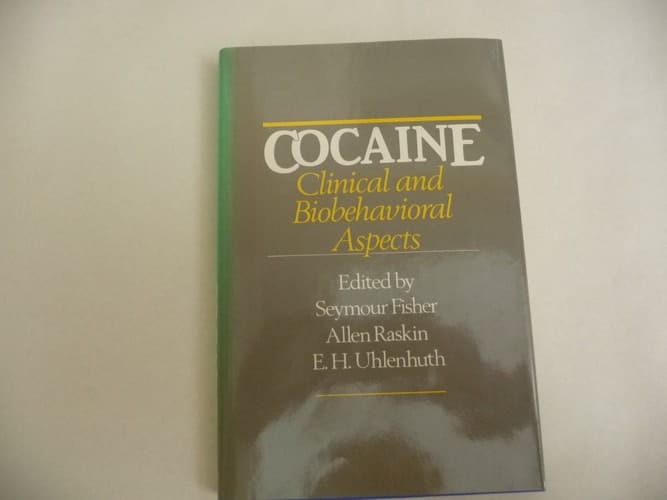 COCAINE
Clinical and
Biobehavioral
Aspects
Edited by
Seymour Fisher
Allen Raskin
E. H. Uhlenhuth